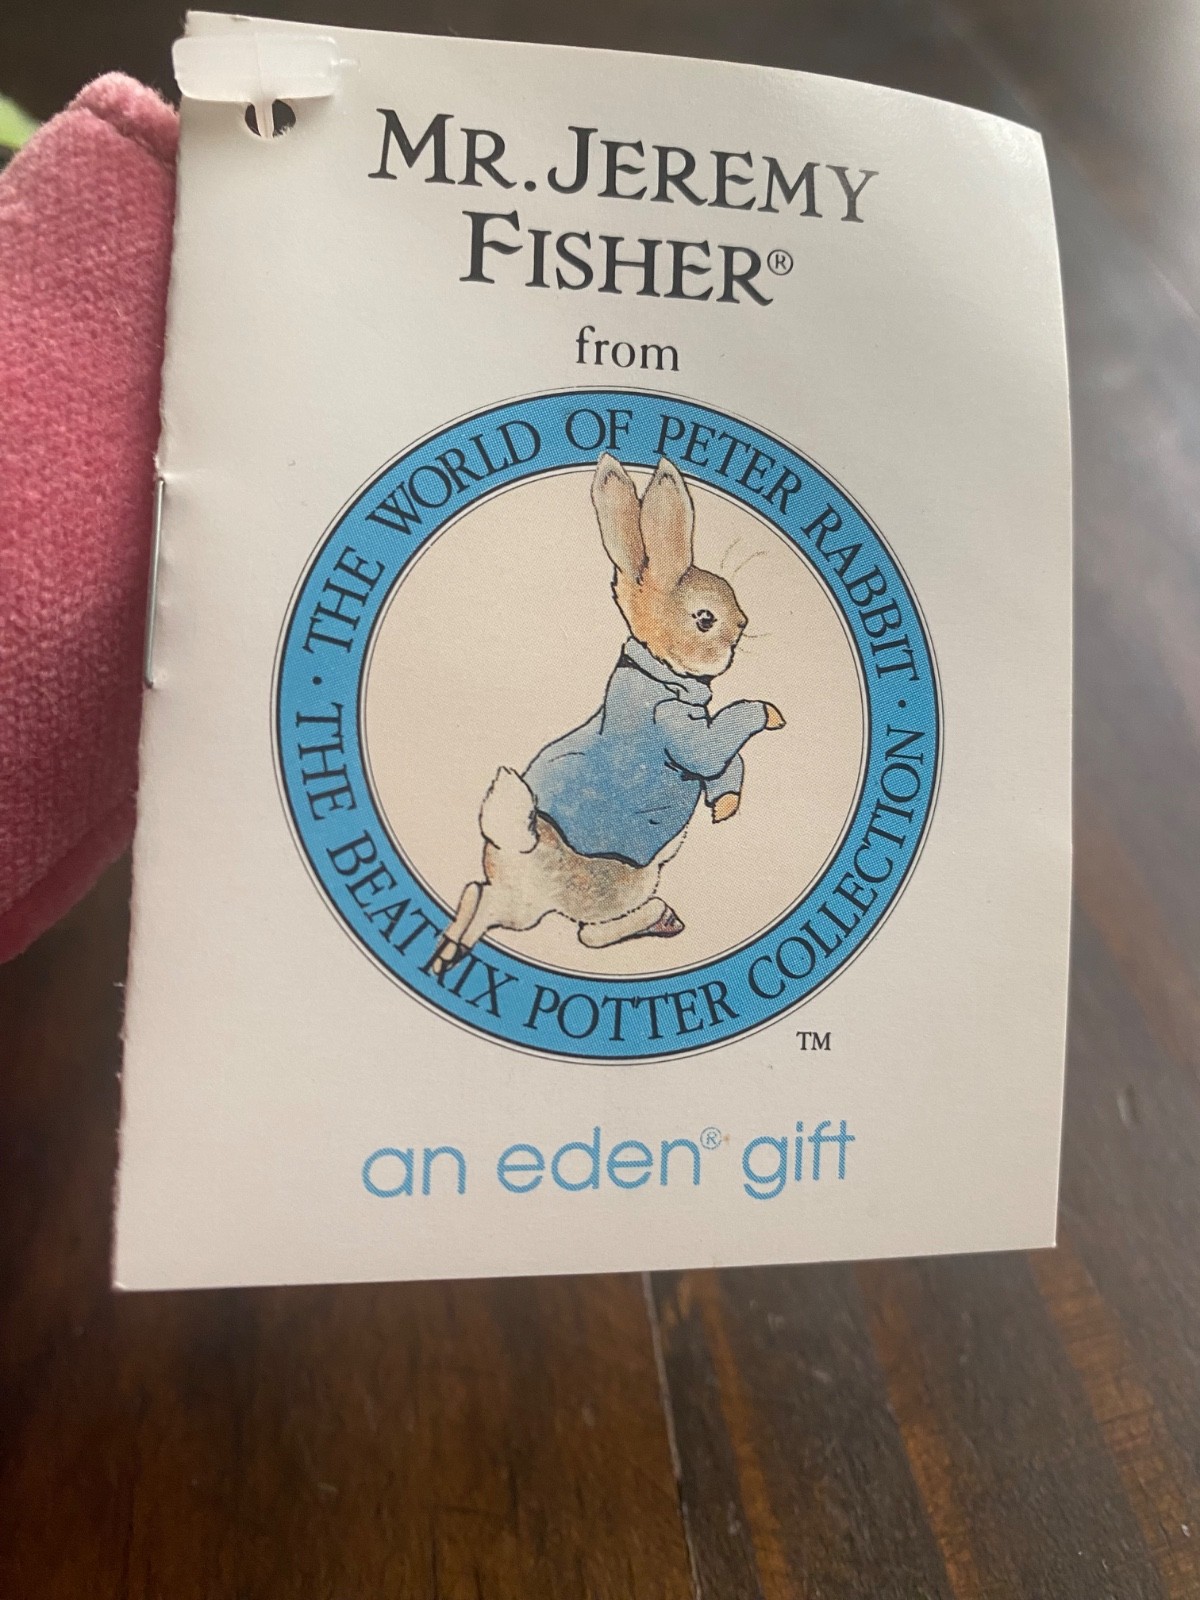 MR. JEREMY
FISHER®
from
THE WORLD OF PETER RABBIT · THE BEATRIX POTTER COLLECTION ·
TM
an eden® gift